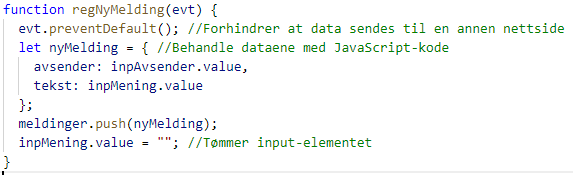 function regNyMelding(evt) {
  evt.preventDefault(); //Forhindrer at data sendes til en annen nettside
  let nyMelding = { //Behandle dataene med JavaScript-kode
    avsender: inpAvsender.value,
    tekst: inpMening.value
  };
  meldinger.push(nyMelding);
  inpMening.value = ""; //Tømmer input-elementet
}